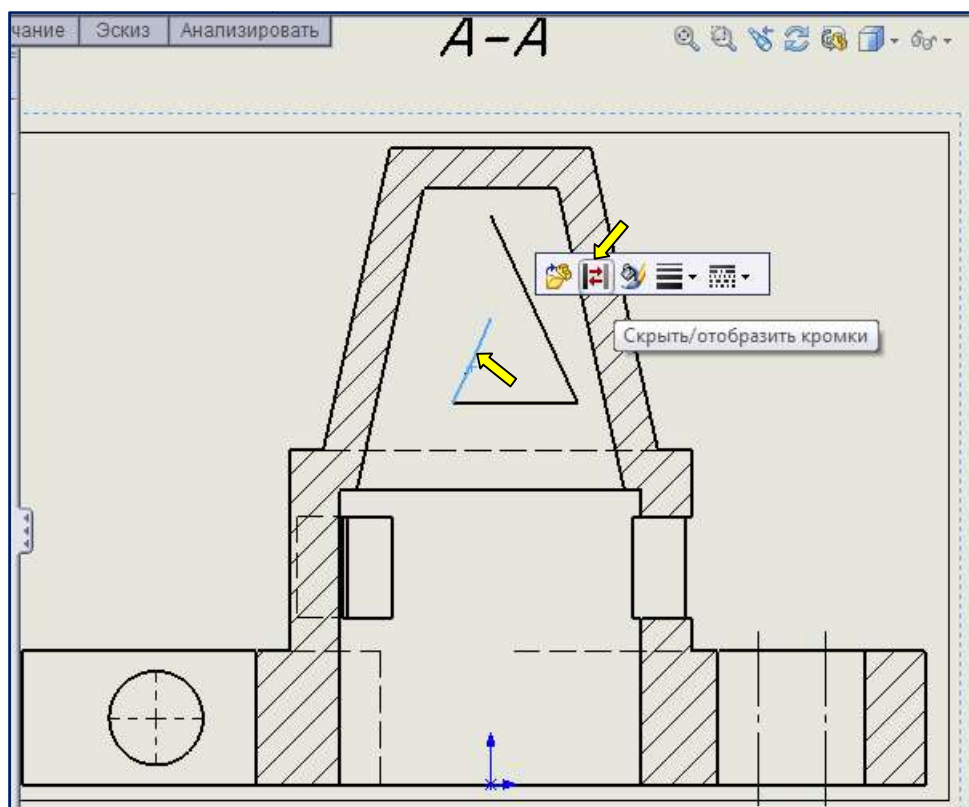 чание Эскиз Анализировать
А-А
Скрыть/отобразить кромки